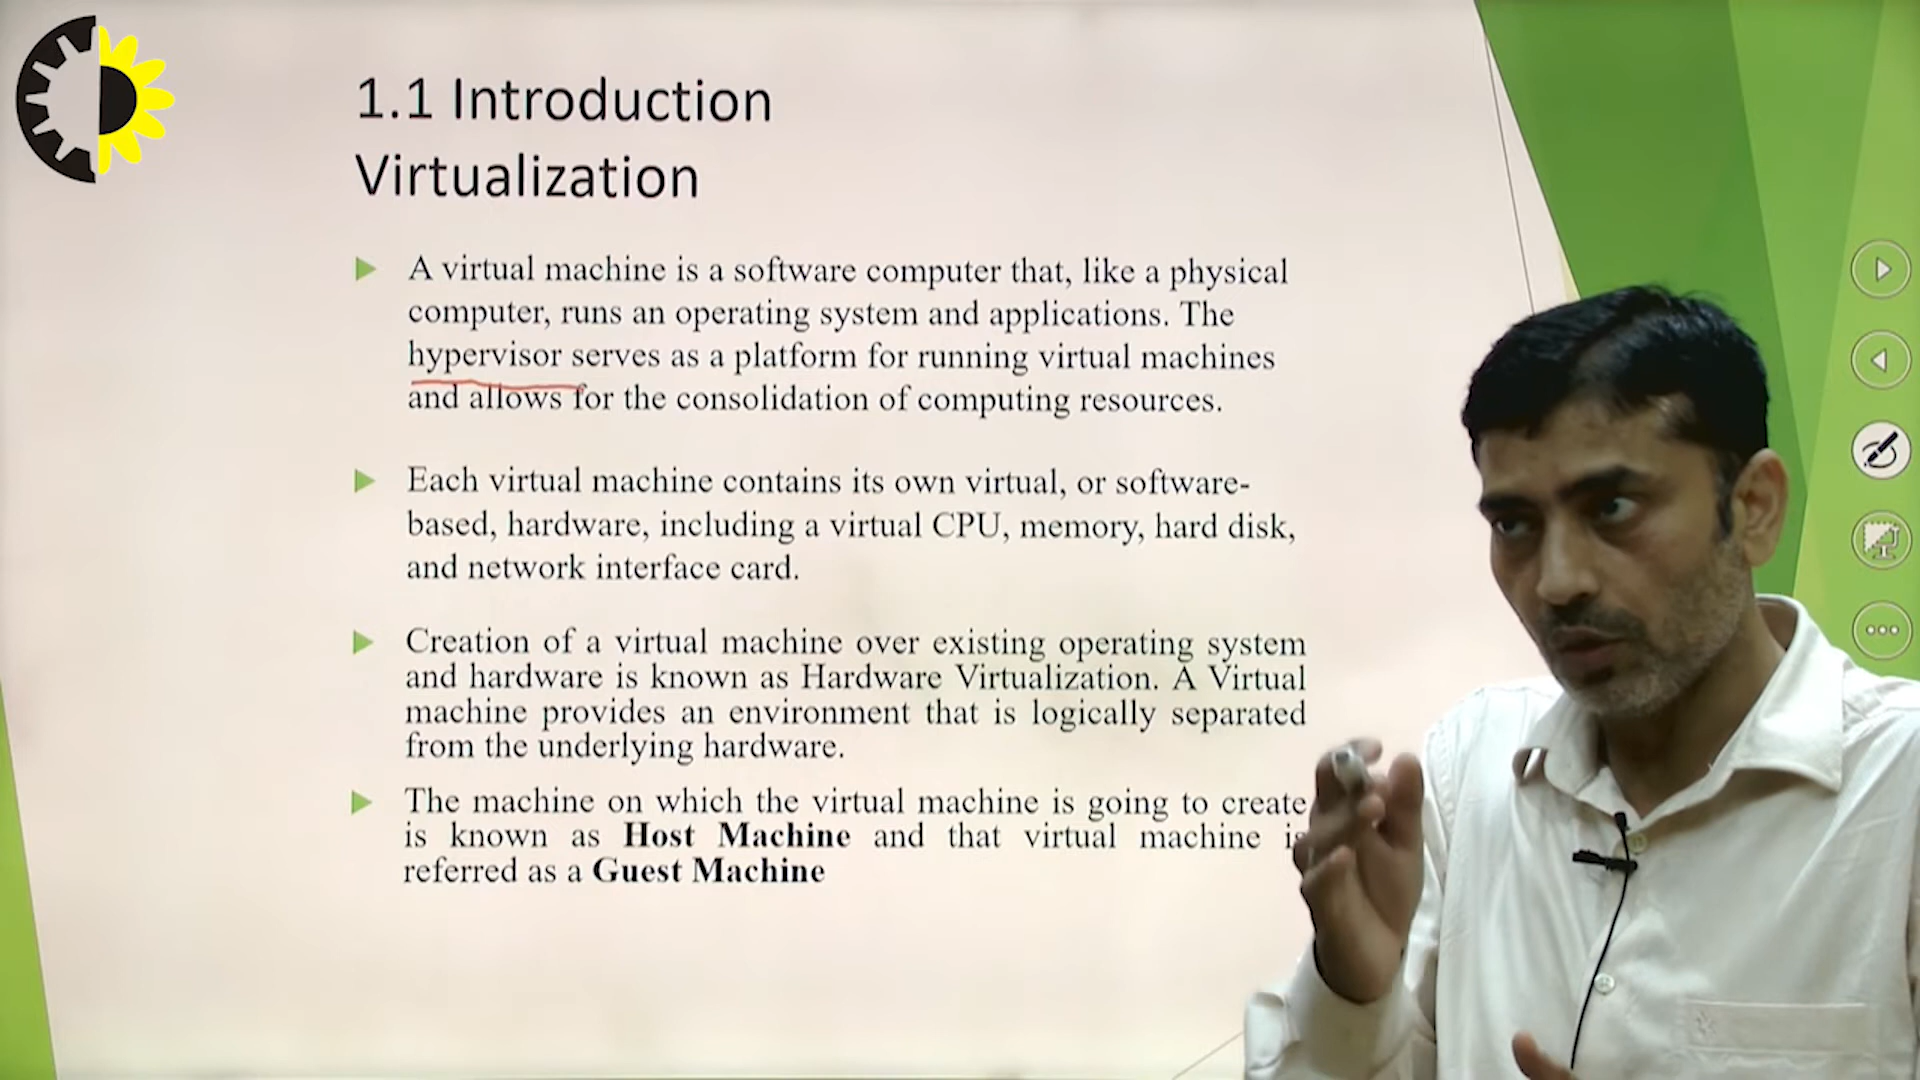 1.1 Introduction
Virtualization
A virtual machine is a software computer that, like a physical
computer, runs an operating system and applications. The
hypervisor serves as a platform for running virtual machines
and allows for the consolidation of computing resources.
Each virtual machine contains its own virtual, or software-
based, hardware, including a virtual CPU, memory, hard disk,
and network interface card.
Creation of a virtual machine over existing operating system
and hardware is known as Hardware Virtualization. A Virtual
machine provides an environment that is logically separated
from the underlying hardware.
The machine on which the virtual machine is going to create
is known as Host Machine and that virtual machine is
referred as a Guest Machine